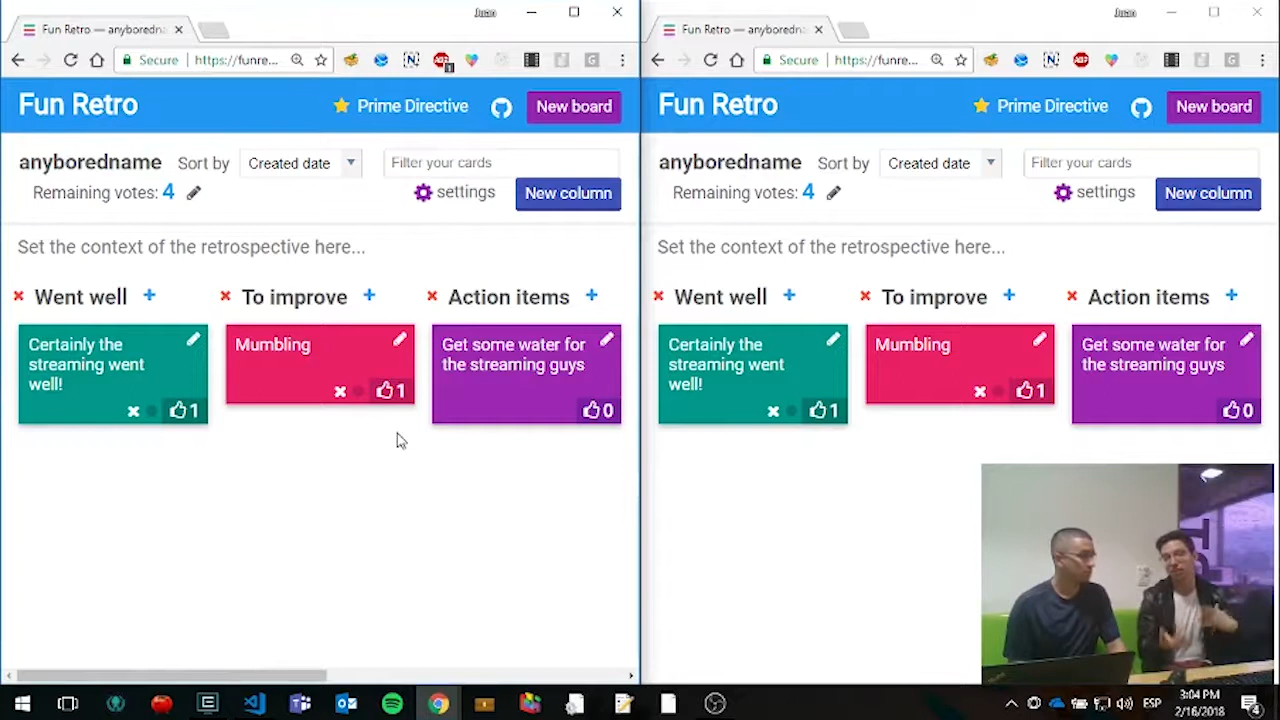 Juan
Fun Retro — anyboredn
Secure
https://funre...
ABP
1
Fun Retro
Prime Directive
New board
anyboredname
Sort by
Created date
Filter your cards
Remaining votes: 4
settings
New column
Set the context of the retrospective here...
Went well
To improve
Action items
Certainly the
streaming went
well!
1
Mumbling
1
Get some water for
the streaming guys
0
Juan
Fun Retro — anyboredn
Secure
https://funre...
ABP
Fun Retro
Prime Directive
New board
anyboredname
Sort by
Created date
Filter your cards
Remaining votes: 4
settings
New column
Set the context of the retrospective here...
Went well
To improve
Action items
Certainly the
streaming went
well!
1
Mumbling
1
Get some water for
the streaming guys
0
ESP
3:04 PM
2/16/2018
4